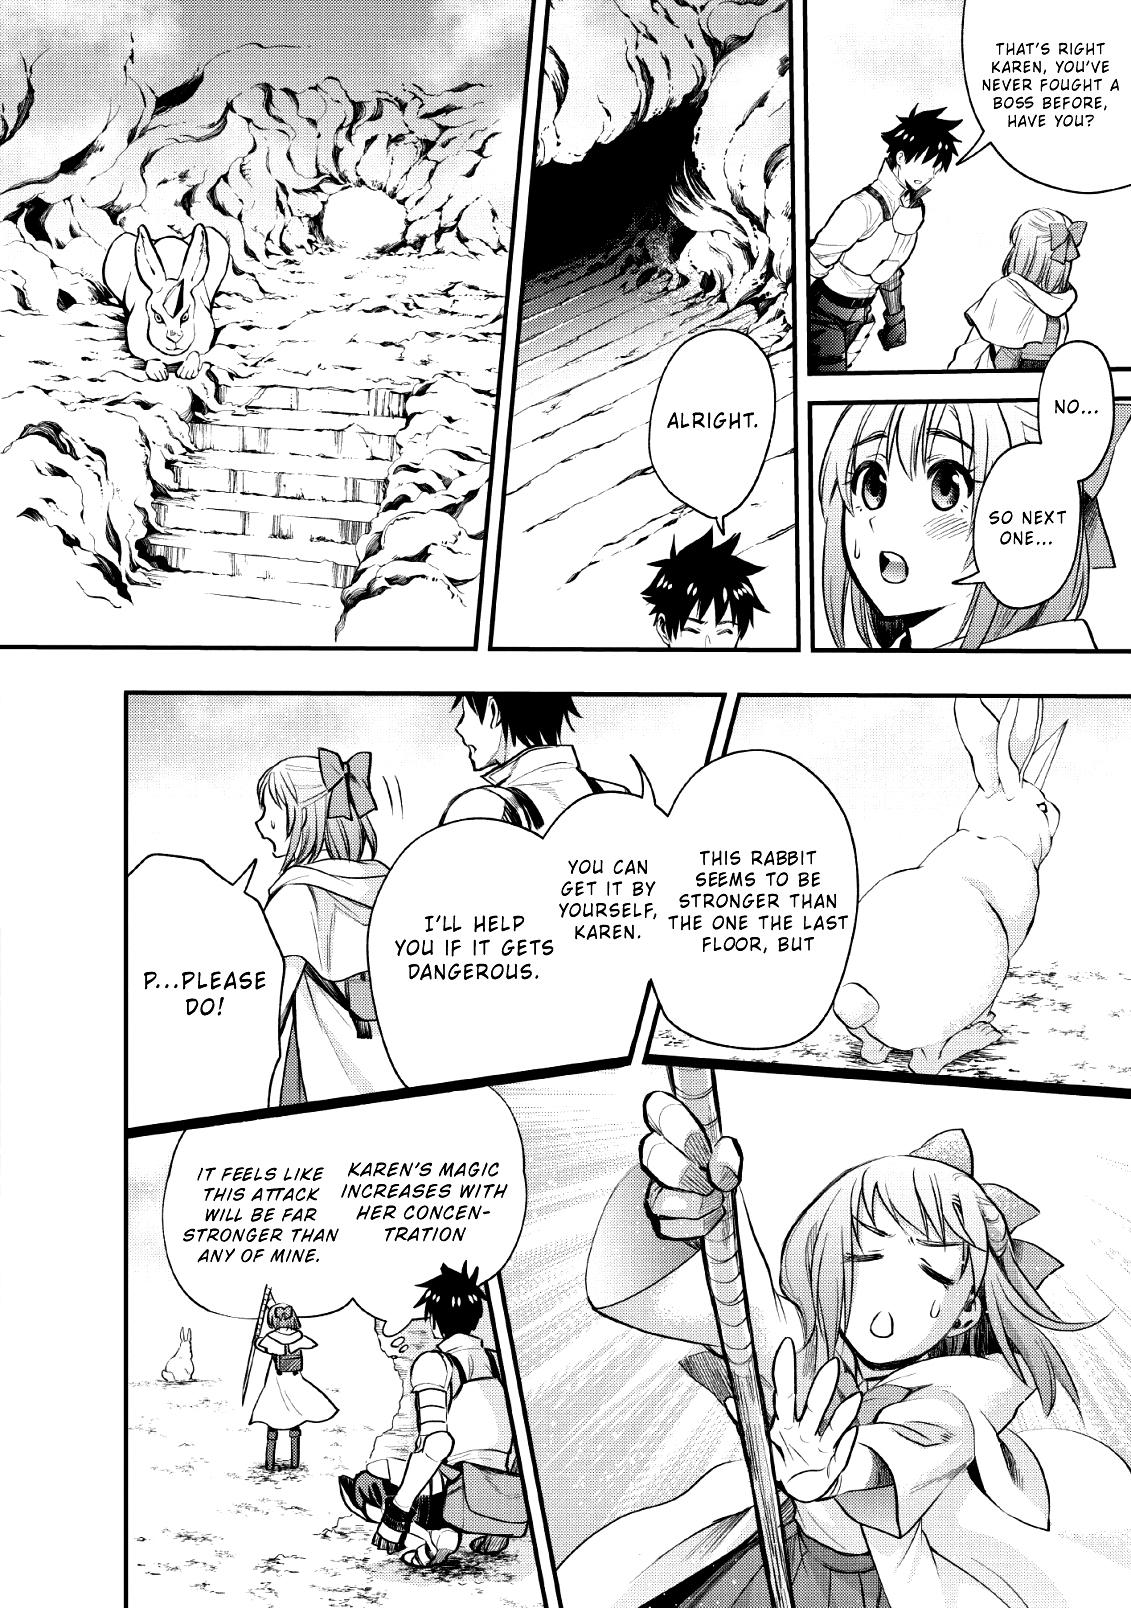 THAT'S RIGHT
KAREN, YOU'VE
NEVER FOUGHT A
BOSS BEFORE,
HAVE YOU?
NO...
SO NEXT
ONE...
ALRIGHT.
THIS RABBIT
SEEMS TO BE
STRONGER THAN
THE ONE THE LAST
FLOOR, BUT
YOU CAN
GET IT BY
YOURSELF,
KAREN.
I'LL HELP
YOU IF IT GETS
DANGEROUS.
P...PLEASE
DO!
KAREN'S MAGIC
INCREASES WITH
HER CONCEN-
TRATION
IT FEELS LIKE
THIS ATTACK
WILL BE FAR
STRONGER THAN
ANY OF MINE.